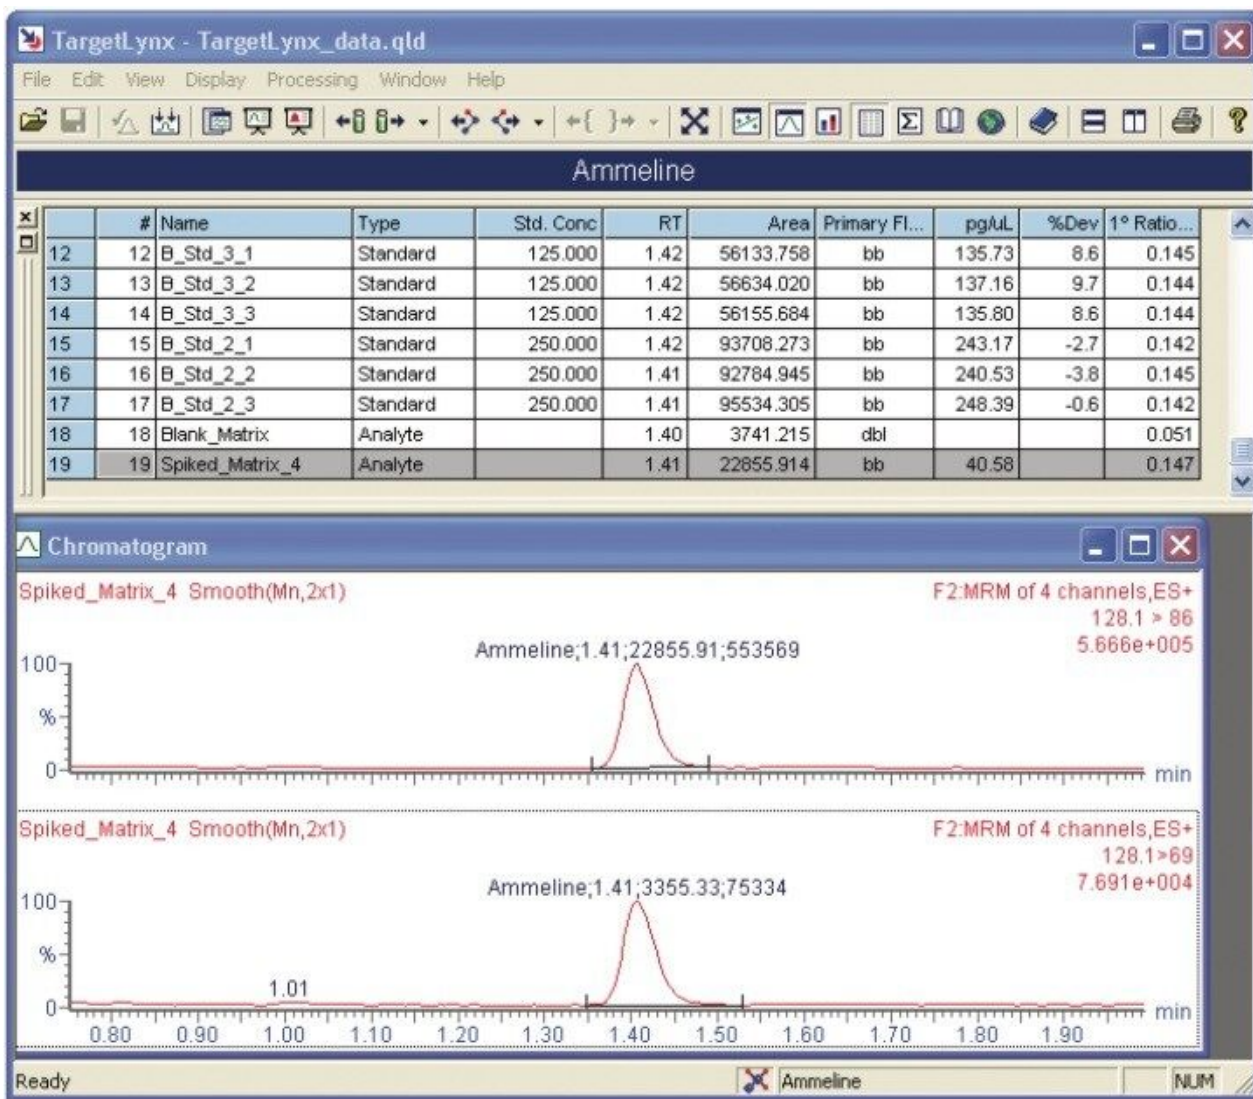 TargetLynx - TargetLynx_data.qld
File Edit View Display Processing Window Help
Ammeline
# Name Type Std. Conc RT Area Primary Fl... pg/uL %Dev 1° Ratio...
12 12 B_Std_3_1 Standard 125.000 1.42 56133.758 bb 135.73 8.6 0.145
13 13 B_Std_3_2 Standard 125.000 1.42 56634.020 bb 137.16 9.7 0.144
14 14 B_Std_3_3 Standard 125.000 1.42 56155.684 bb 135.80 8.6 0.144
15 15 B_Std_2_1 Standard 250.000 1.42 93708.273 bb 243.17 -2.7 0.142
16 16 B_Std_2_2 Standard 250.000 1.41 92784.945 bb 240.53 -3.8 0.145
17 17 B_Std_2_3 Standard 250.000 1.41 95534.305 bb 248.39 -0.6 0.142
18 18 Blank_Matrix Analyte 1.40 3741.215 dbl 0.051
19 19 Spiked_Matrix_4 Analyte 1.41 22855.914 bb 40.58 0.147
Chromatogram
Spiked_Matrix_4 Smooth(Mn,2x1) F2:MRM of 4 channels,ES+
128.1 > 86
5.666e+005
Ammeline;1.41;22855.91;553569
100
%
0
min
Spiked_Matrix_4 Smooth(Mn,2x1) F2:MRM of 4 channels,ES+
128.1>69
7.691e+004
Ammeline;1.41;3355.33;75334
100
%
1.01
0
min
0.80 0.90 1.00 1.10 1.20 1.30 1.40 1.50 1.60 1.70 1.80 1.90
Ready Ammeline NUM